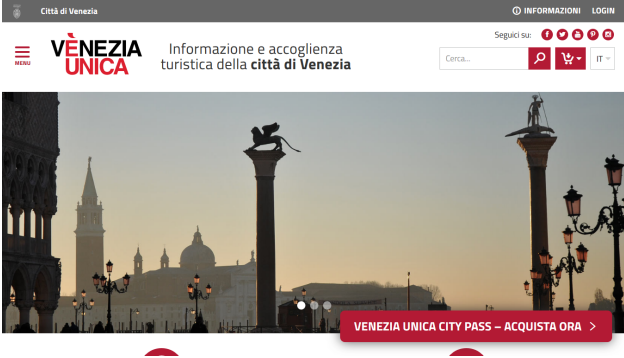 Città di Venezia
INFORMAZIONI LOGIN
Seguici su:
MENU
VÈNEZIA
UNICA
Informazione e accoglienza
turistica della città di Venezia
Cerca...
IT
VENEZIA UNICA CITY PASS – ACQUISTA ORA